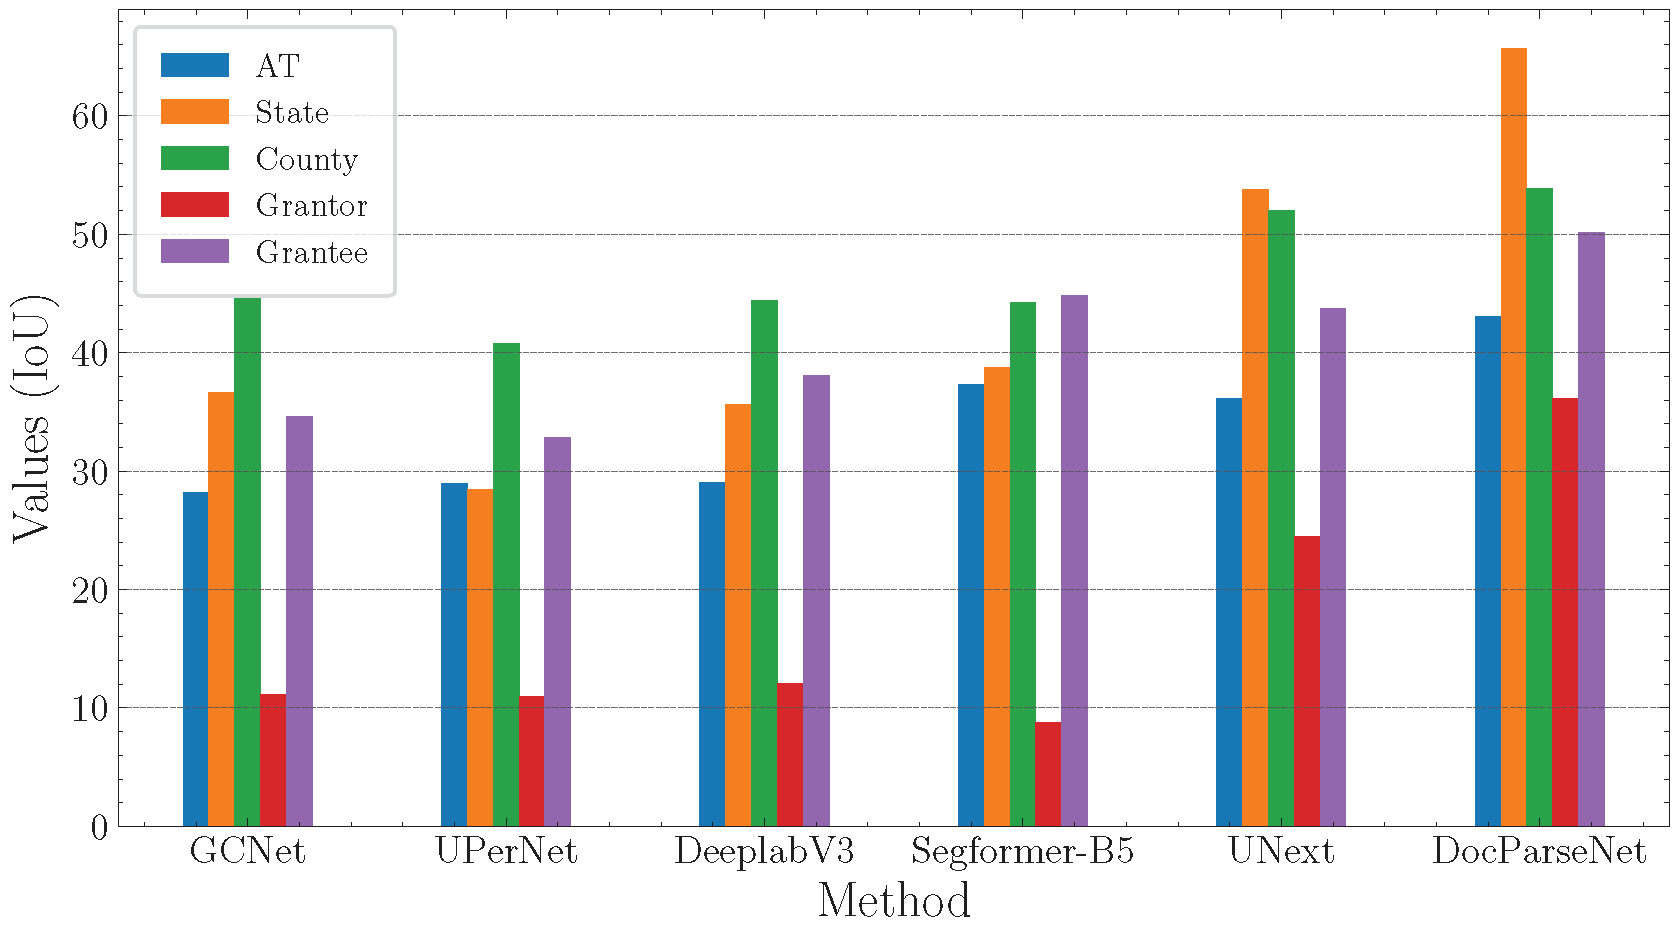 AT
State
County
Grantor
Grantee
Values (IoU)
60
50
40
30
20
10
0
GCNet UPerNet DeeplabV3 Segformer-B5 UNext DocParseNet
Method